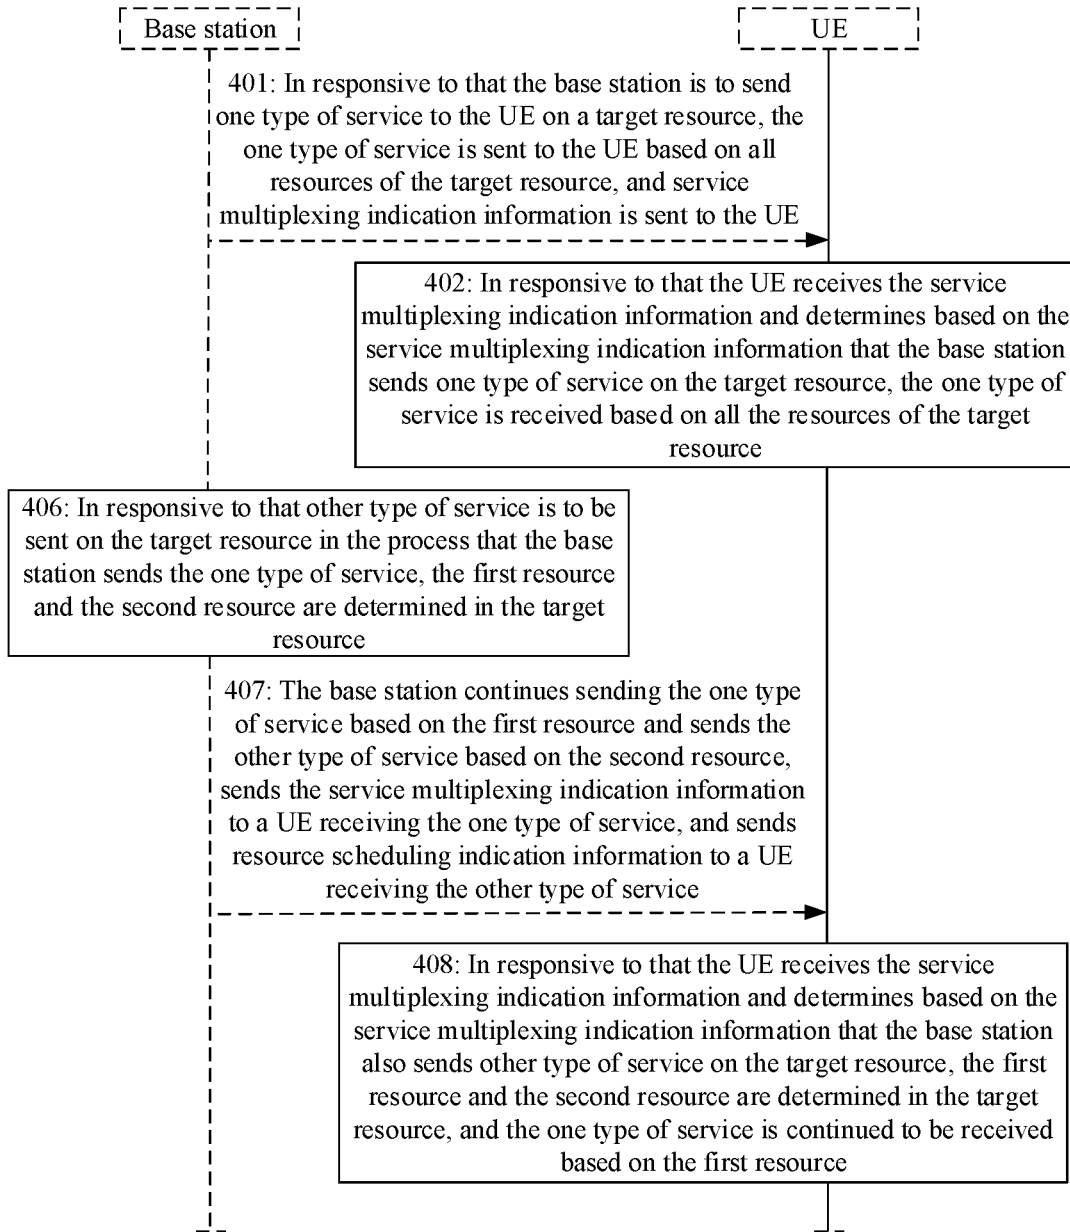 Base station
UE
401: In responsive to that the base station is to send
one type of service to the UE on a target resource, the
one type of service is sent to the UE based on all
resources of the target resource, and service
multiplexing indication information is sent to the UE
402: In responsive to that the UE receives the service
multiplexing indication information and determines based on the
service multiplexing indication information that the base station
sends one type of service on the target resource, the one type of
service is received based on all the resources of the target
resource
406: In responsive to that other type of service is to be
sent on the target resource in the process that the base
station sends the one type of service, the first resource
and the second resource are determined in the target
resource
407: The base station continues sending the one type
of service based on the first resource and sends the
other type of service based on the second resource,
sends the service multiplexing indication information
to a UE receiving the one type of service, and sends
resource scheduling indication information to a UE
receiving the other type of service
408: In responsive to that the UE receives the service
multiplexing indication information and determines based on the
service multiplexing indication information that the base station
also sends other type of service on the target resource, the first
resource and the second resource are determined in the target
resource, and the one type of service is continued to be received
based on the first resource